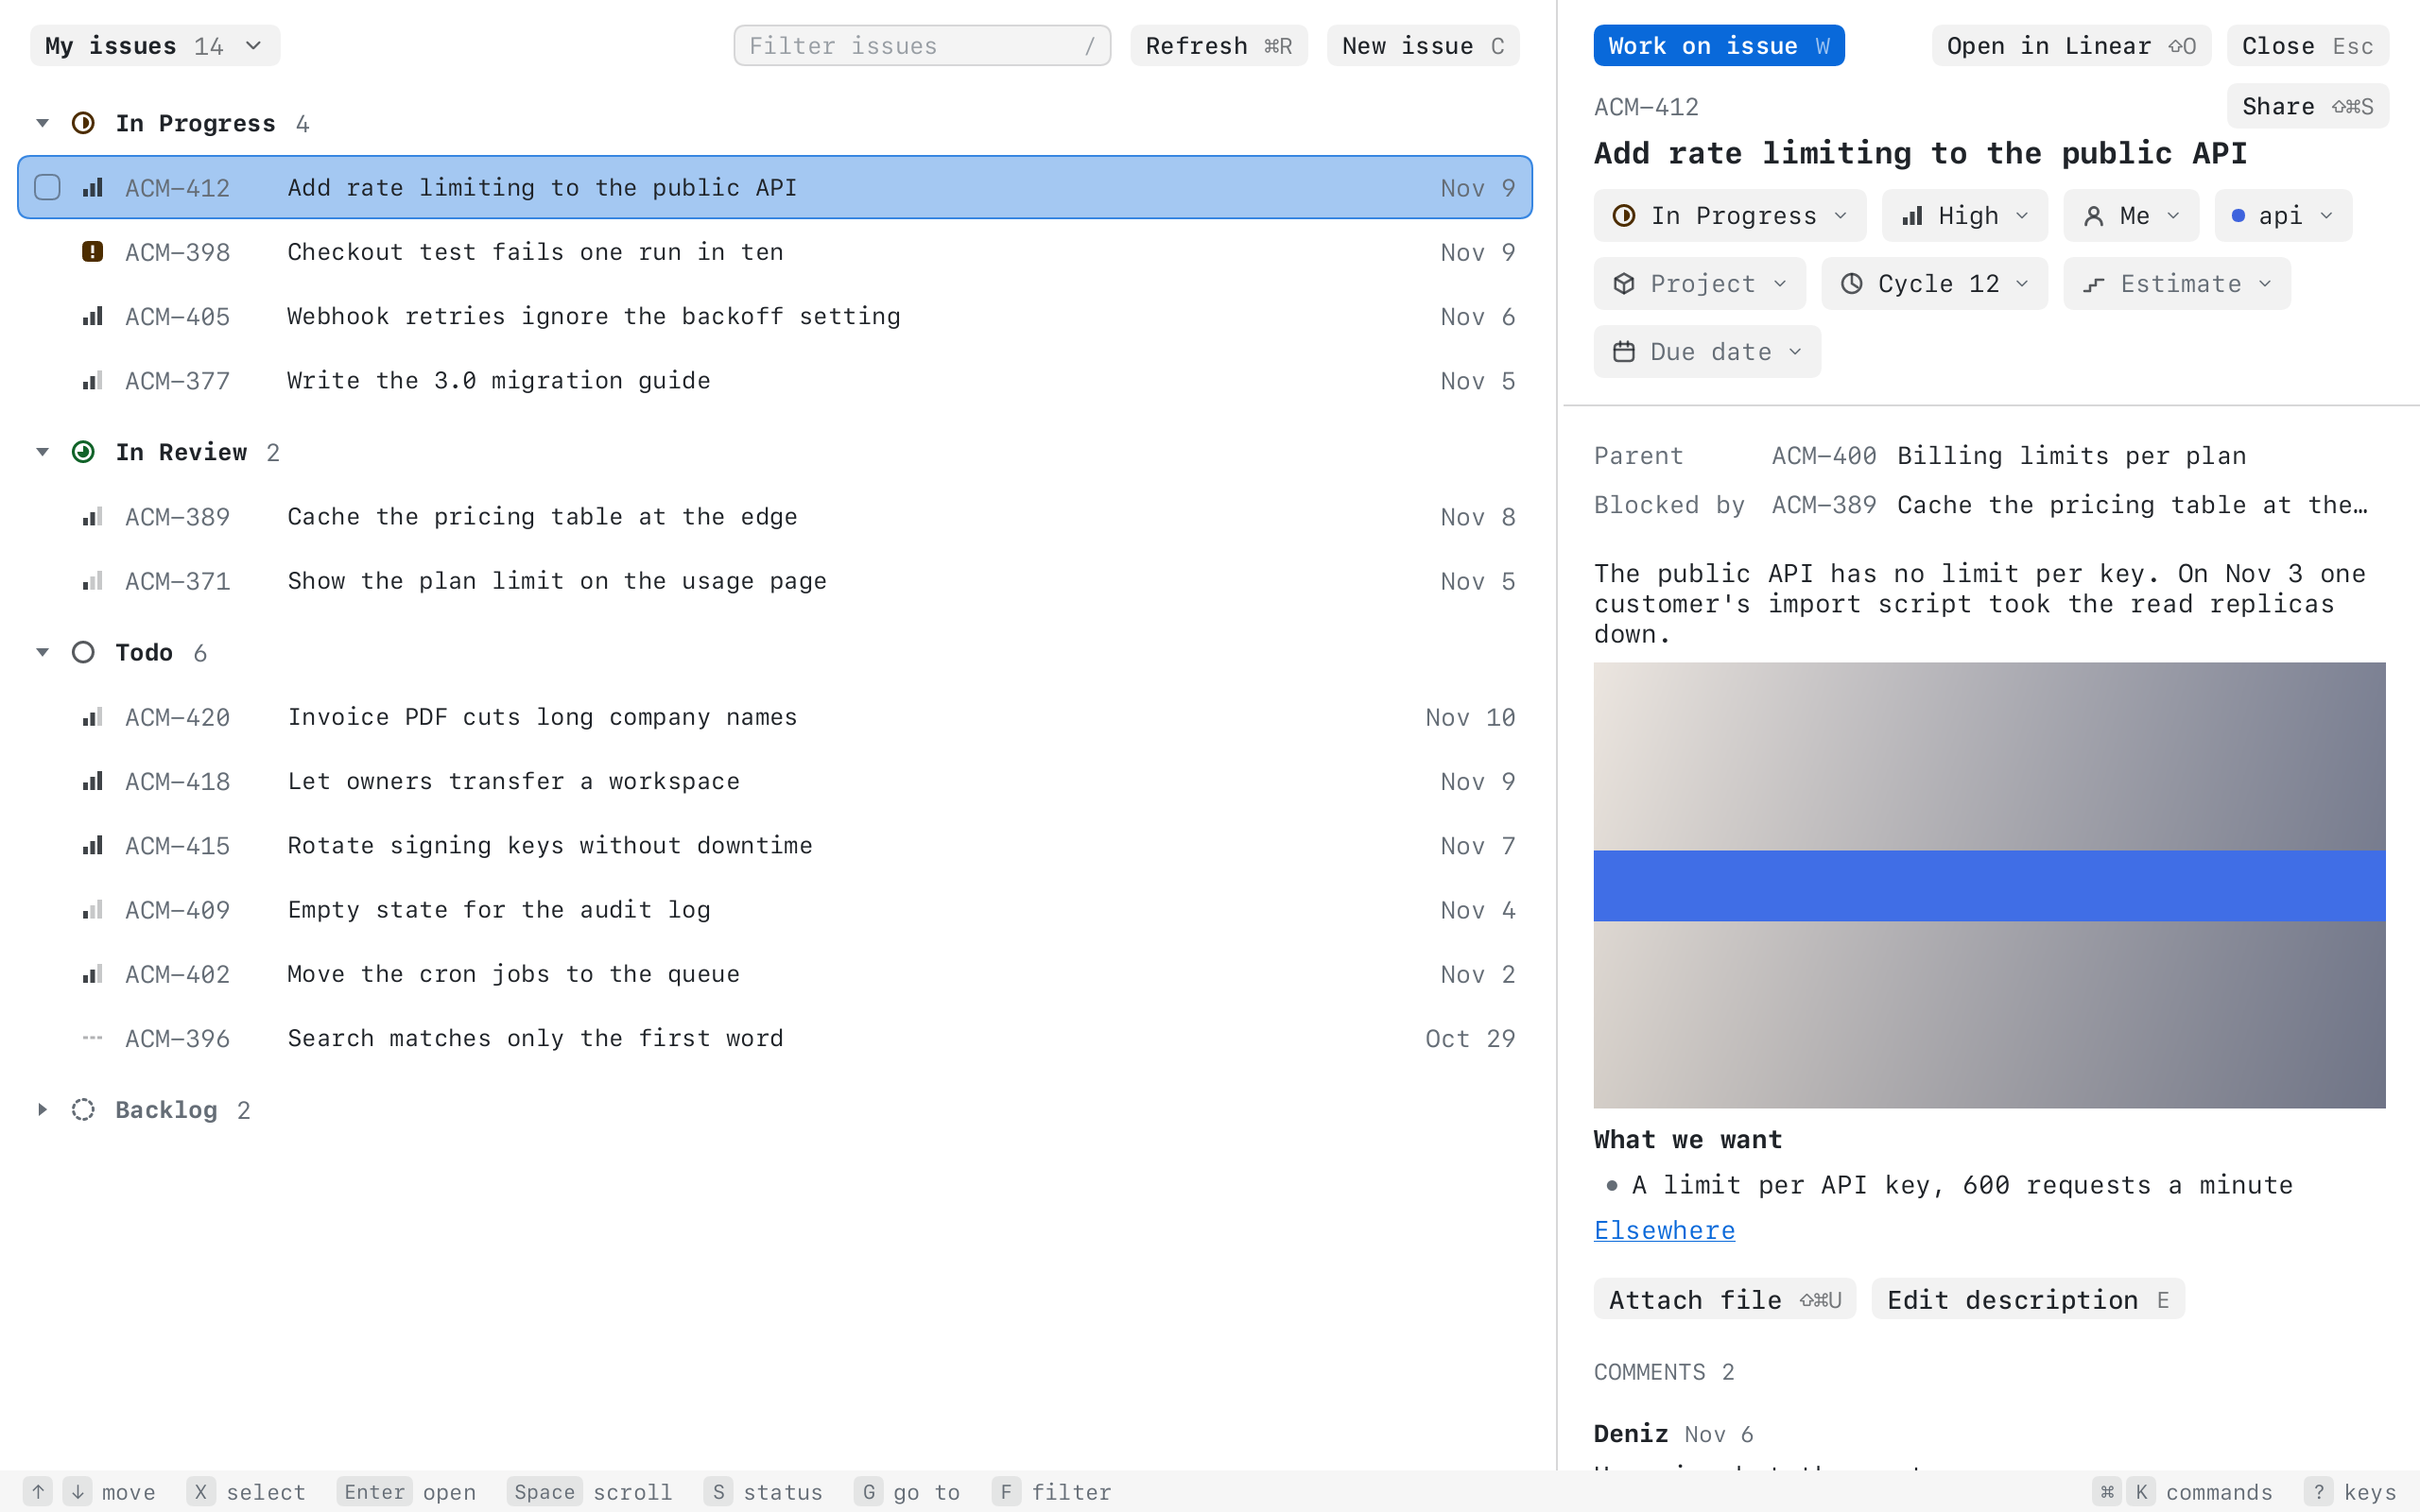 My issues 14
Filter issues /
Refresh ⌘R
New issue C
In Progress 4
ACM-412 Add rate limiting to the public API Nov 9
ACM-398 Checkout test fails one run in ten Nov 9
ACM-405 Webhook retries ignore the backoff setting Nov 6
ACM-377 Write the 3.0 migration guide Nov 5
In Review 2
ACM-389 Cache the pricing table at the edge Nov 8
ACM-371 Show the plan limit on the usage page Nov 5
Todo 6
ACM-420 Invoice PDF cuts long company names Nov 10
ACM-418 Let owners transfer a workspace Nov 9
ACM-415 Rotate signing keys without downtime Nov 7
ACM-409 Empty state for the audit log Nov 4
ACM-402 Move the cron jobs to the queue Nov 2
ACM-396 Search matches only the first word Oct 29
Backlog 2
Work on issue W
Open in Linear ⇧O
Close Esc
ACM-412
Share ⇧⌘S
Add rate limiting to the public API
In Progress High Me api
Project Cycle 12 Estimate
Due date
Parent ACM-400 Billing limits per plan
Blocked by ACM-389 Cache the pricing table at the…
The public API has no limit per key. On Nov 3 one
customer's import script took the read replicas
down.
What we want
• A limit per API key, 600 requests a minute
Elsewhere
Attach file ⇧⌘U
Edit description E
COMMENTS 2
Deniz Nov 6
↑ ↓ move X select Enter open Space scroll S status G go to F filter ⌘ K commands ? keys